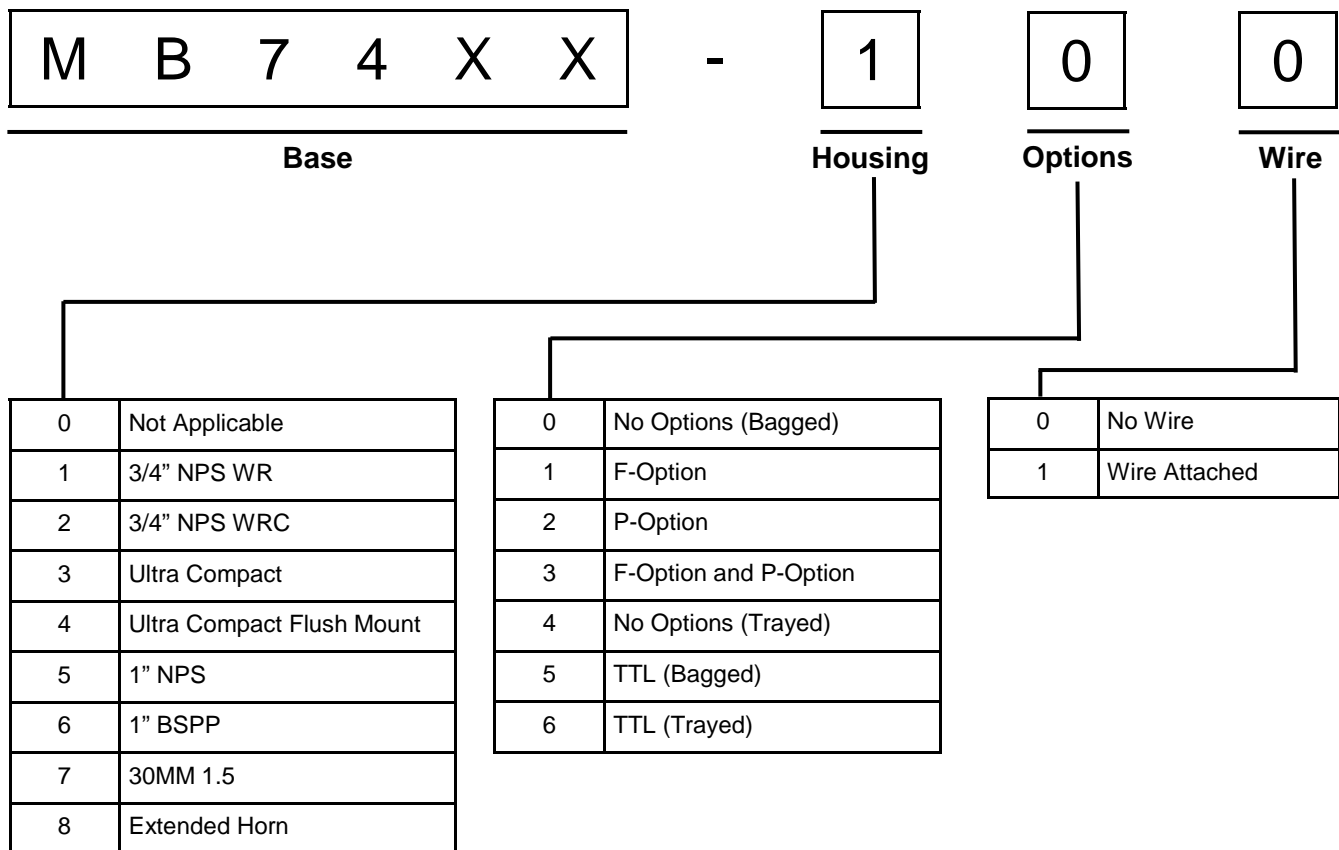 M B 7 4 X X - 1 0 0
Base Housing Options Wire
0 Not Applicable
1 3/4” NPS WR
2 3/4” NPS WRC
3 Ultra Compact
4 Ultra Compact Flush Mount
5 1” NPS
6 1” BSPP
7 30MM 1.5
8 Extended Horn
0 No Options (Bagged)
1 F-Option
2 P-Option
3 F-Option and P-Option
4 No Options (Trayed)
5 TTL (Bagged)
6 TTL (Trayed)
0 No Wire
1 Wire Attached